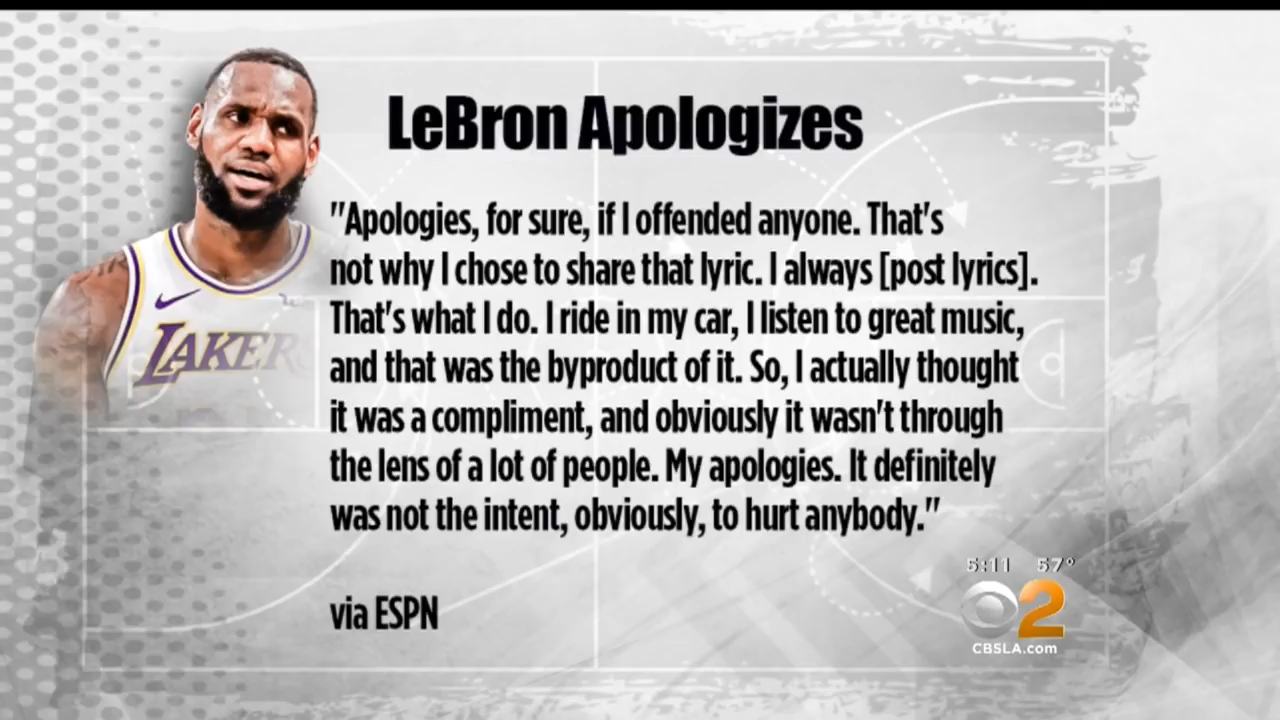 LeBron Apologizes
"Apologies, for sure, if I offended anyone. That's
not why I chose to share that lyric. I always [post lyrics].
That's what I do. I ride in my car, I listen to great music,
and that was the byproduct of it. So, I actually thought
it was a compliment, and obviously it wasn't through
the lens of a lot of people. My apologies. It definitely
was not the intent, obviously, to hurt anybody."
via ESPN
LAKER
5:11 57°
2
CBSLA.com